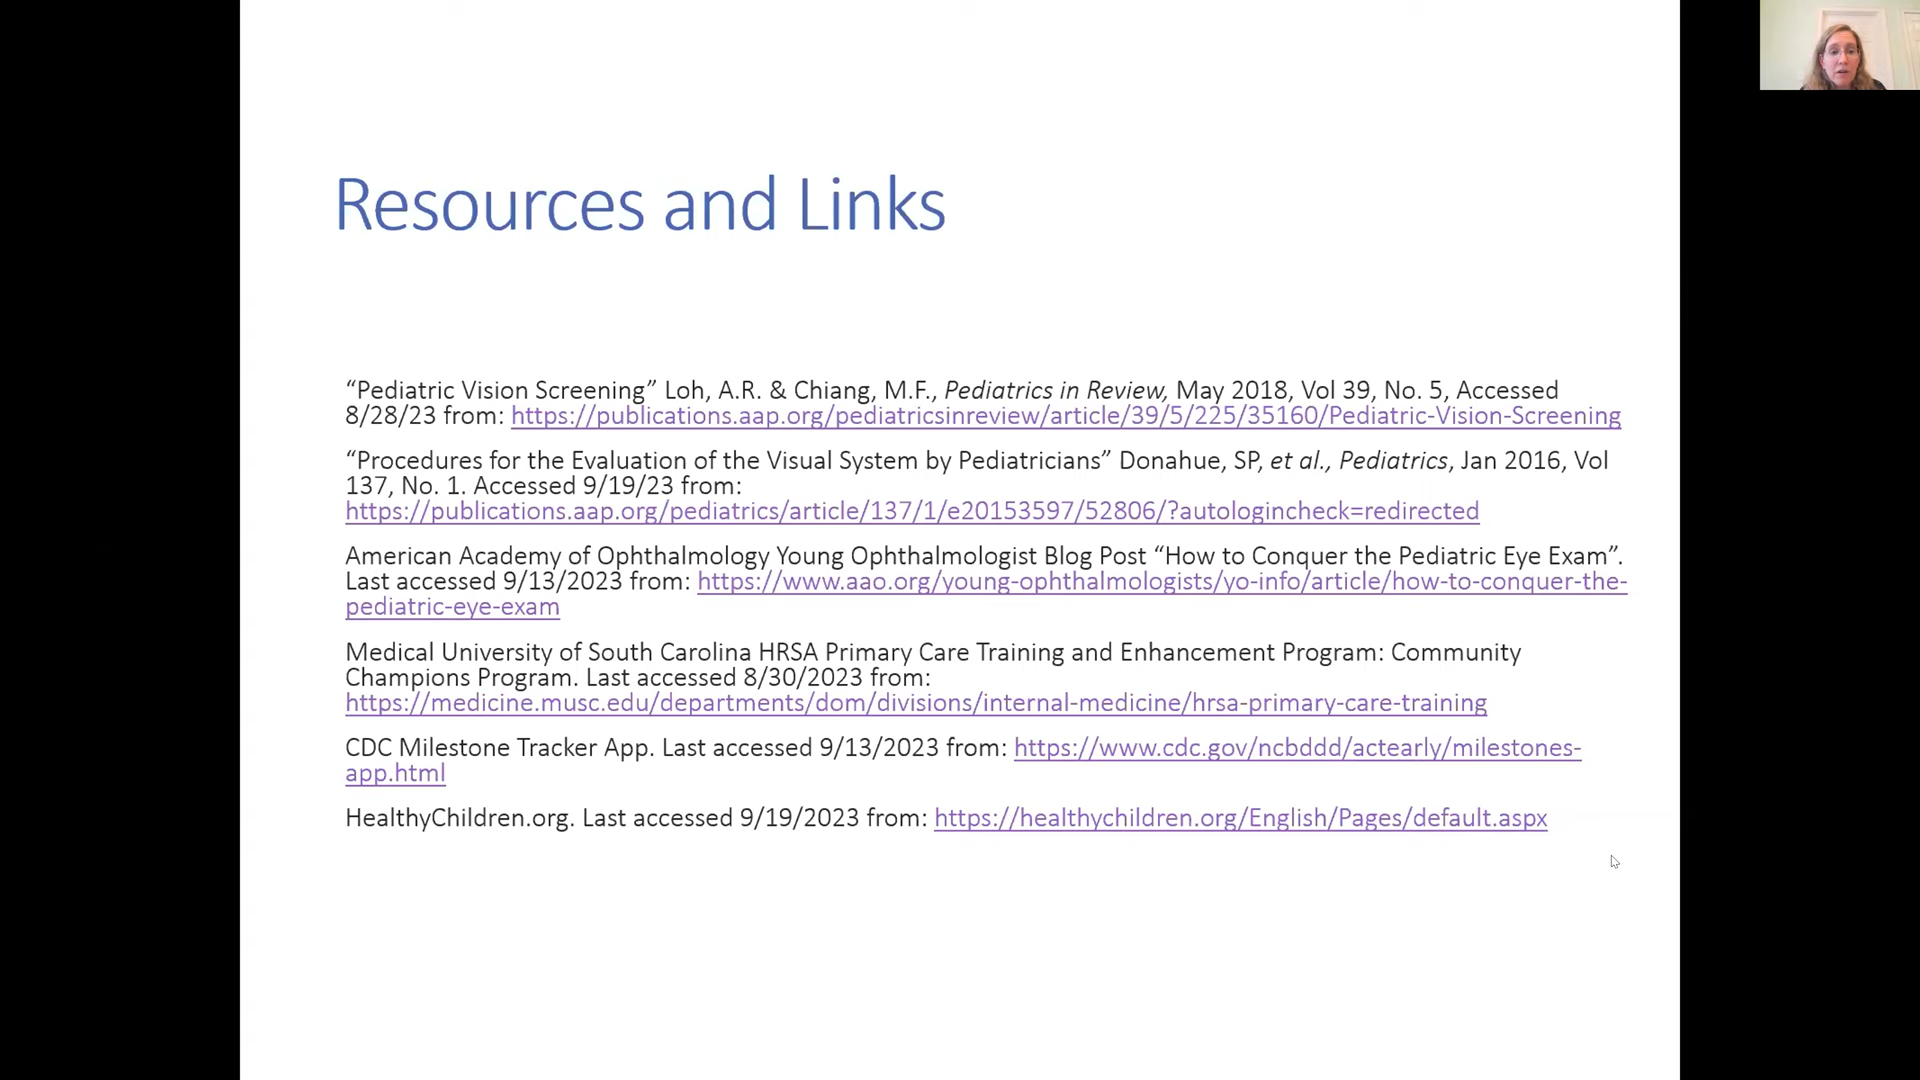 Resources and Links
“Pediatric Vision Screening” Loh, A.R. & Chiang, M.F., Pediatrics in Review, May 2018, Vol 39, No. 5, Accessed
8/28/23 from: https://publications.aap.org/pediatricsinreview/article/39/5/225/35160/Pediatric-Vision-Screening
“Procedures for the Evaluation of the Visual System by Pediatricians” Donahue, SP, et al., Pediatrics, Jan 2016, Vol
137, No. 1. Accessed 9/19/23 from:
https://publications.aap.org/pediatrics/article/137/1/e20153597/52806/?autologincheck=redirected
American Academy of Ophthalmology Young Ophthalmologist Blog Post “How to Conquer the Pediatric Eye Exam”.
Last accessed 9/13/2023 from: https://www.aao.org/young-ophthalmologists/yo-info/article/how-to-conquer-the-
pediatric-eye-exam
Medical University of South Carolina HRSA Primary Care Training and Enhancement Program: Community
Champions Program. Last accessed 8/30/2023 from:
https://medicine.musc.edu/departments/dom/divisions/internal-medicine/hrsa-primary-care-training
CDC Milestone Tracker App. Last accessed 9/13/2023 from: https://www.cdc.gov/ncbddd/actearly/milestones-
app.html
HealthyChildren.org. Last accessed 9/19/2023 from: https://healthychildren.org/English/Pages/default.aspx